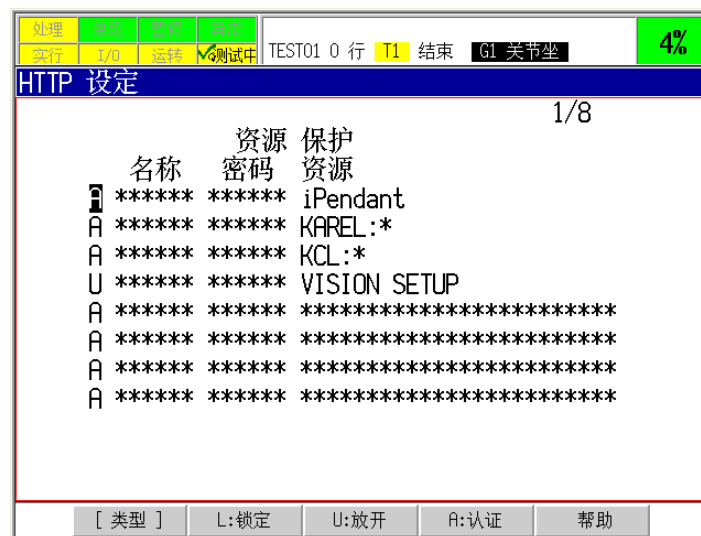 处理 单段 暂停 异常
实行 I/O 运转 测试中 TEST01 0 行 T1 结束 G1 关节坐 4%
HTTP 设定
1/8
资源 保护
名称 密码 资源
A ****** ****** iPendant
A ****** ****** KAREL:*
A ****** ****** KCL:*
U ****** ****** VISION SETUP
A ****** ****** ************************
A ****** ****** ************************
A ****** ****** ************************
A ****** ****** ************************
[ 类型 ] L:锁定 U:放开 A:认证 帮助